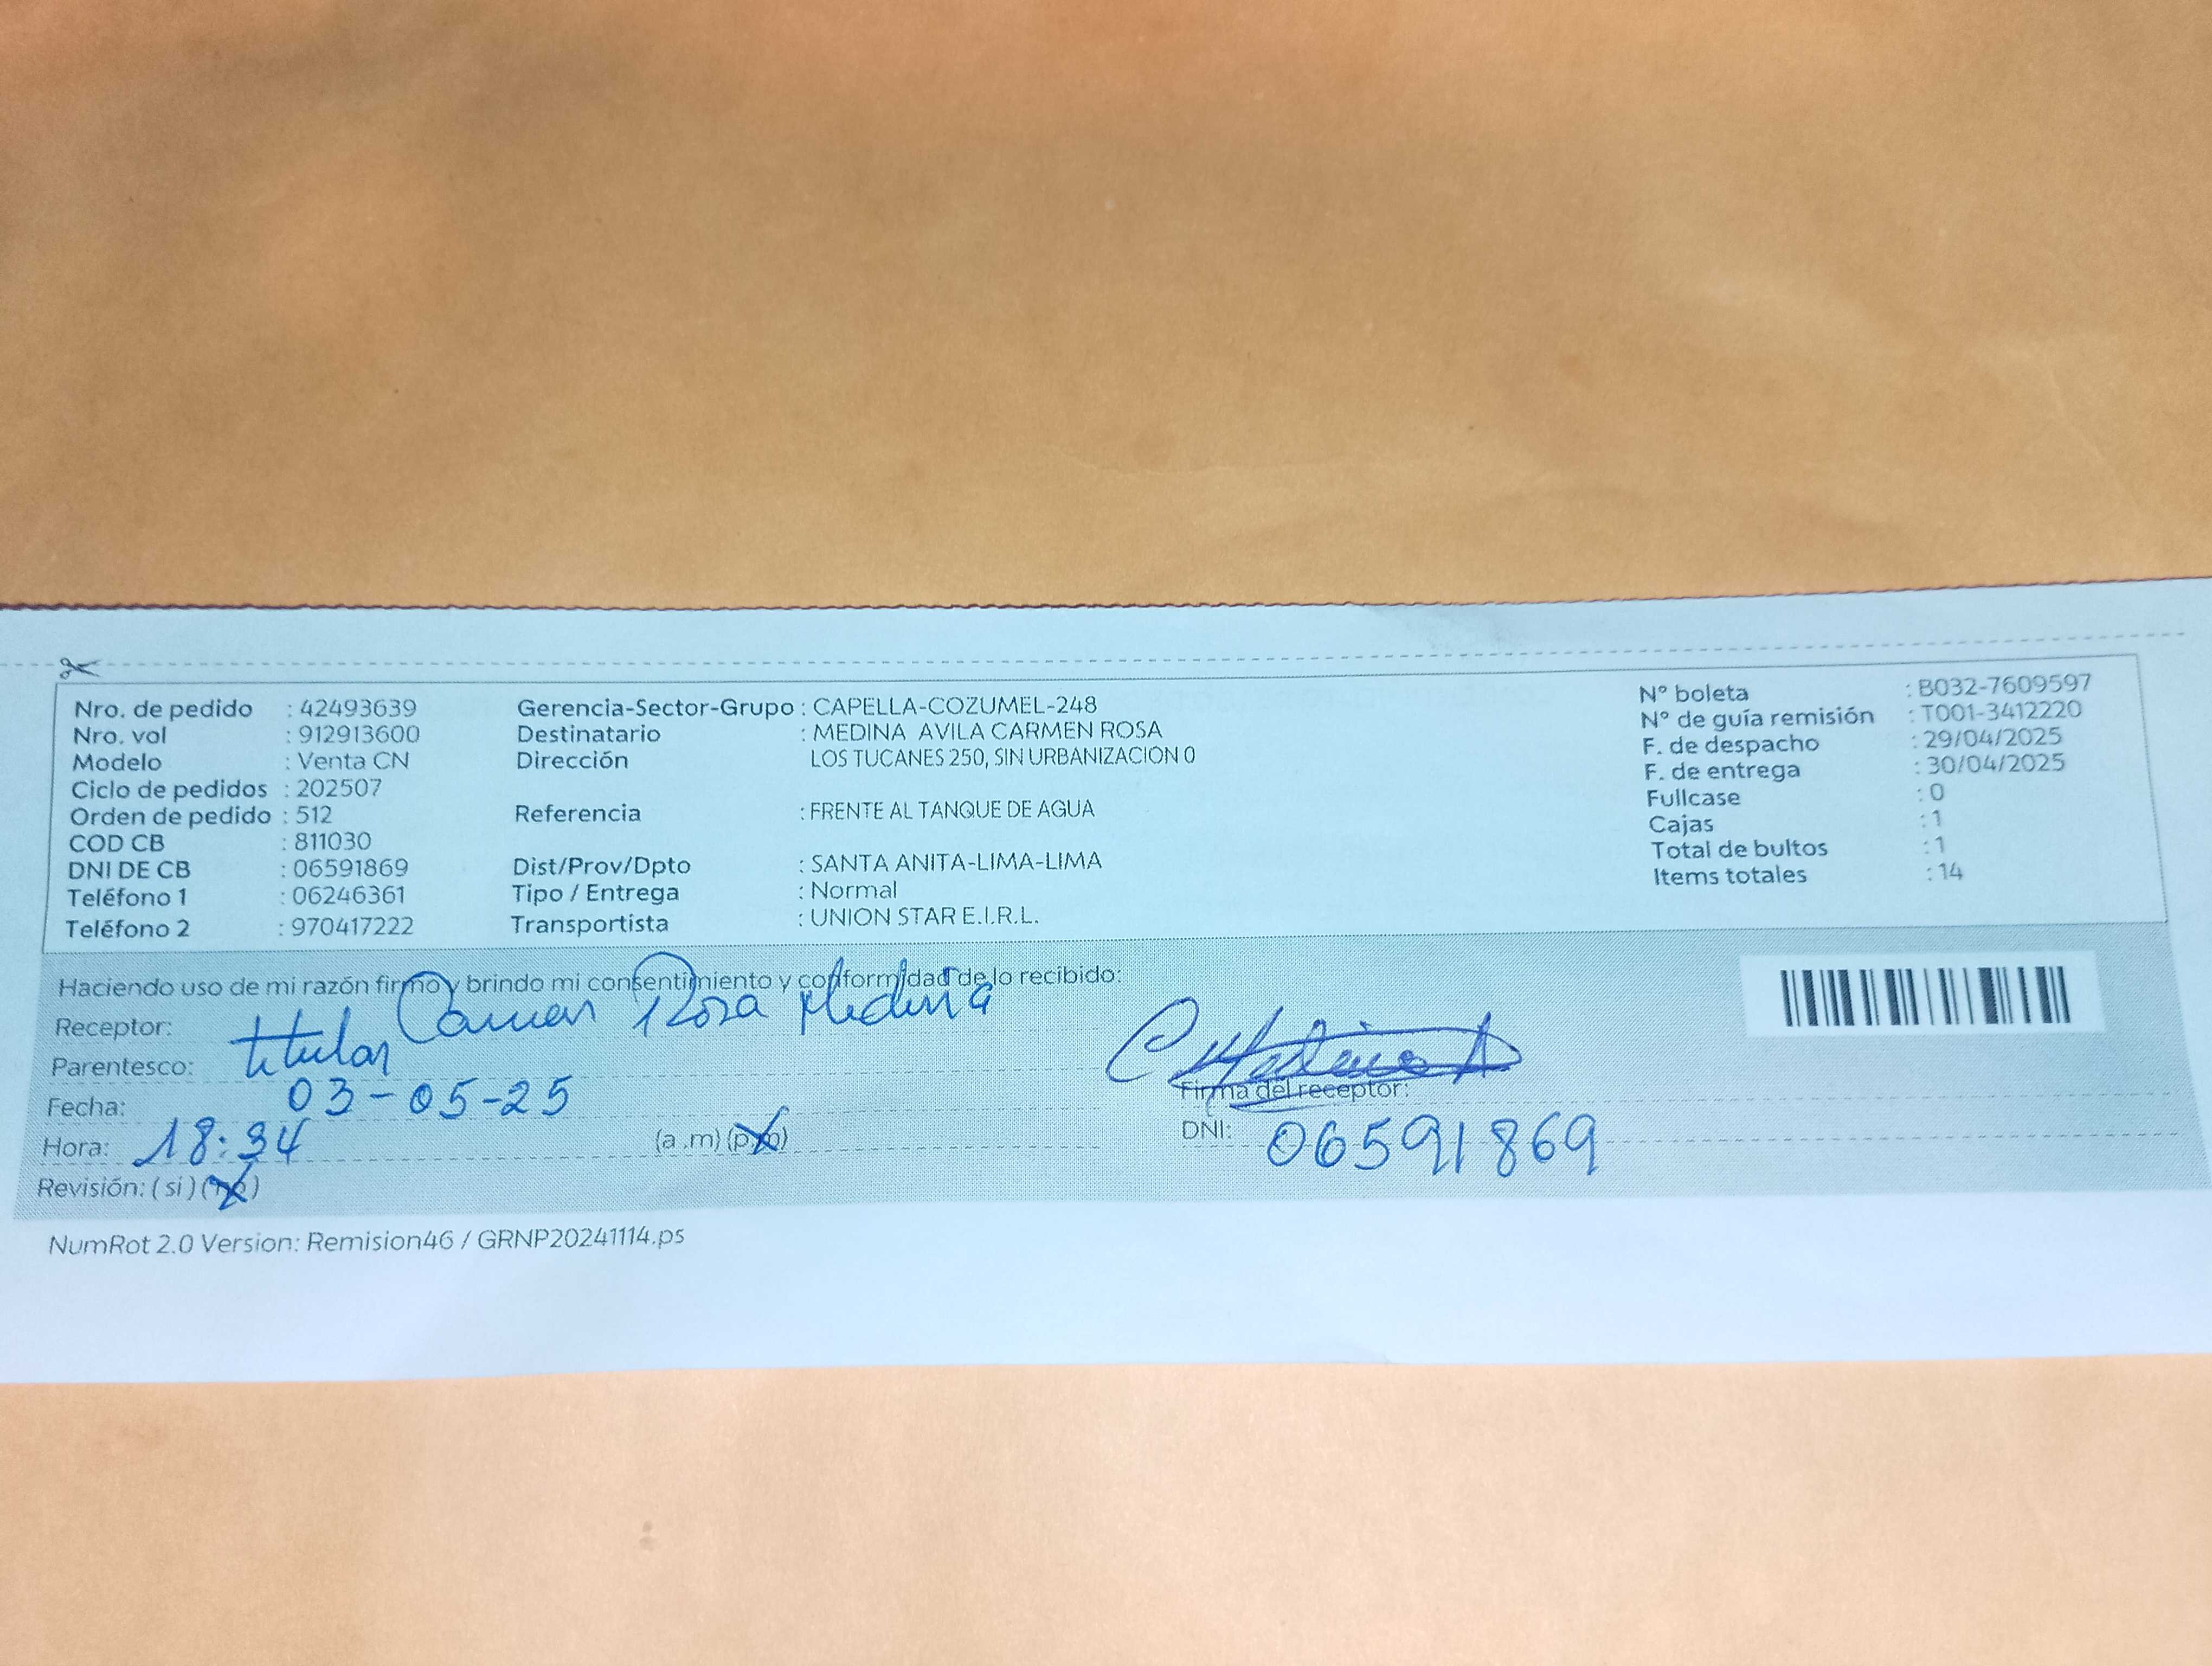 Nro. de pedido : 42493639
Nro. vol : 912913600
Modelo : Venta CN
Ciclo de pedidos : 202507
Orden de pedido : 512
COD CB : 811030
DNI DE CB : 06591869
Teléfono 1 : 06246361
Teléfono 2 : 970417222
Gerencia-Sector-Grupo : CAPELLA-COZUMEL-248
Destinatario : MEDINA AVILA CARMEN ROSA
Dirección LOS TUCANES 250, SIN URBANIZACION 0
Referencia : FRENTE AL TANQUE DE AGUA
Dist/Prov/Dpto : SANTA ANITA-LIMA-LIMA
Tipo / Entrega : Normal
Transportista : UNION STAR E.I.R.L.
N° boleta : B032-7609597
N° de guía remisión : T001-3412220
F. de despacho : 29/04/2025
F. de entrega : 30/04/2025
Fullcase : 0
Cajas : 1
Total de bultos : 1
Items totales : 14
Haciendo uso de mi razón firmo y brindo mi consentimiento y conformidad de lo recibido:
Receptor: Carmen Rosa Medina
Parentesco: titular
Fecha: 03-05-25
Hora: 18:34 (a.m) (p.m)
Revisión: (si) (no)
C Medina A
Firma del receptor:
DNI: 06591869
NumRot 2.0 Version: Remision46 / GRNP20241114.ps